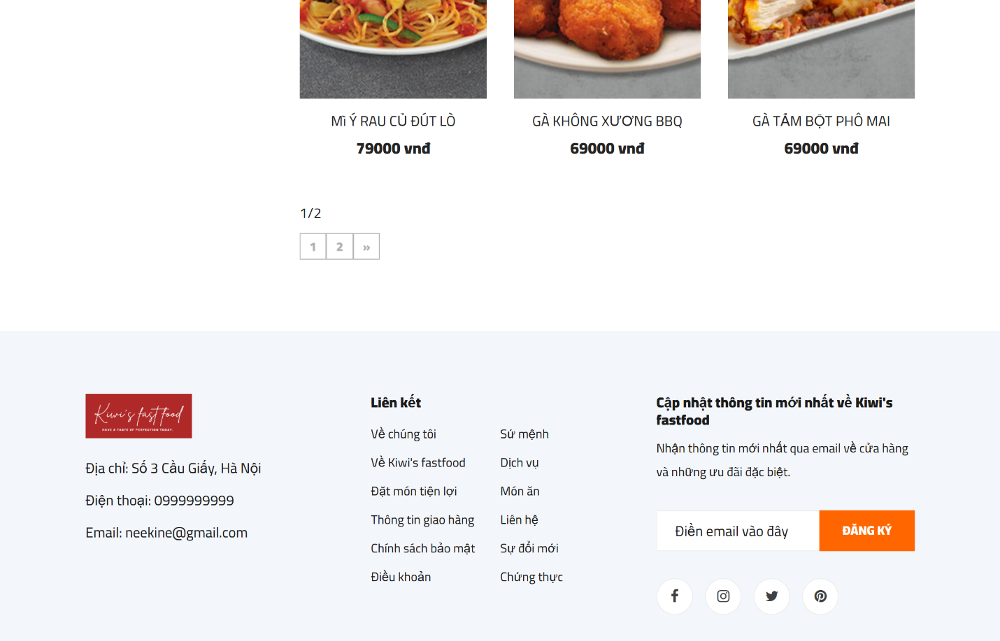 Mì Ý RAU CỦ ĐÚT LÒ
79000 vnđ
GÀ KHÔNG XƯƠNG BBQ
69000 vnđ
GÀ TẨM BỘT PHÔ MAI
69000 vnđ
1/2
1 2 »
Kiwi's fast food
HAVE A TASTE OF PERFECTION TODAY.
Địa chỉ: Số 3 Cầu Giấy, Hà Nội
Điện thoại: 0999999999
Email: neekine@gmail.com
Liên kết
Về chúng tôi
Về Kiwi's fastfood
Đặt món tiện lợi
Thông tin giao hàng
Chính sách bảo mật
Điều khoản
Sứ mệnh
Dịch vụ
Món ăn
Liên hệ
Sự đổi mới
Chứng thực
Cập nhật thông tin mới nhất về Kiwi's
fastfood
Nhận thông tin mới nhất qua email về cửa hàng
và những ưu đãi đặc biệt.
Điền email vào đây
ĐĂNG KÝ